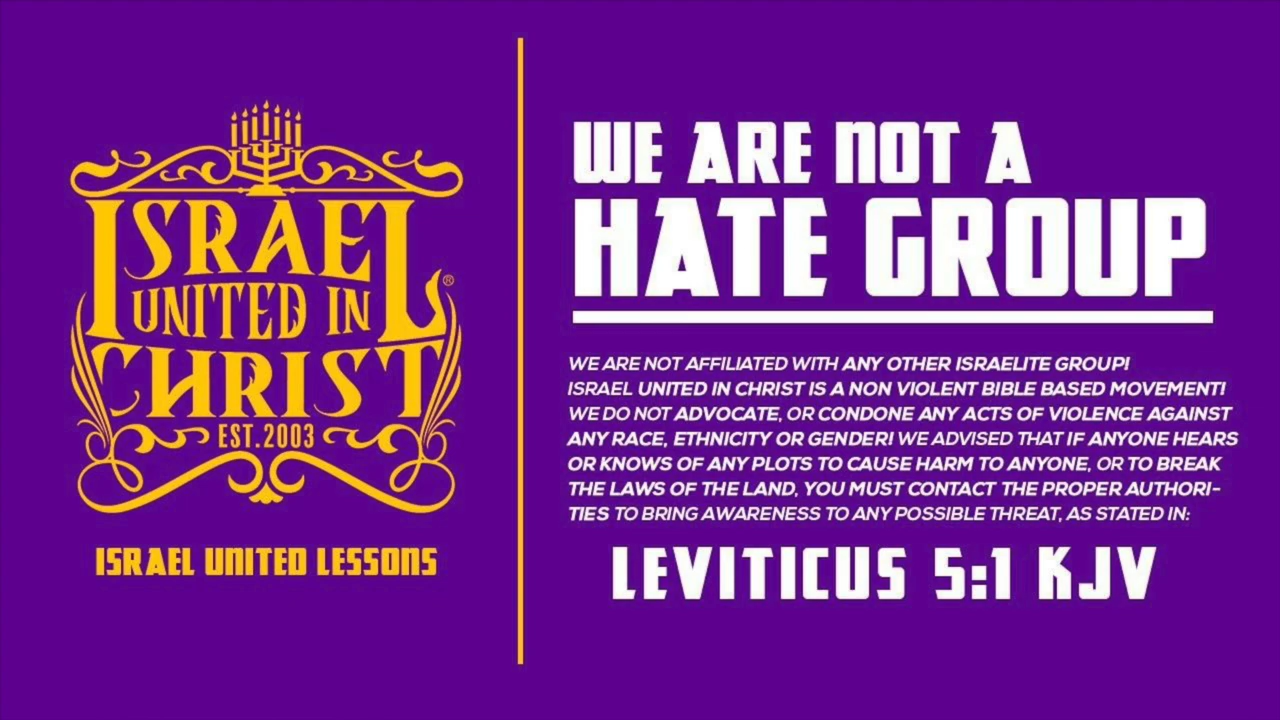 ISRAEL
UNITED IN
CHRIST
®
EST.2003
ISRAEL UNITED LESSONS
WE ARE NOT A
HATE GROUP
WE ARE NOT AFFILIATED WITH ANY OTHER ISRAELITE GROUP!
ISRAEL UNITED IN CHRIST IS A NON VIOLENT BIBLE BASED MOVEMENT!
WE DO NOT ADVOCATE, OR CONDONE ANY ACTS OF VIOLENCE AGAINST
ANY RACE, ETHNICITY OR GENDER! WE ADVISED THAT IF ANYONE HEARS
OR KNOWS OF ANY PLOTS TO CAUSE HARM TO ANYONE, OR TO BREAK
THE LAWS OF THE LAND, YOU MUST CONTACT THE PROPER AUTHORI-
TIES TO BRING AWARENESS TO ANY POSSIBLE THREAT, AS STATED IN:
LEVITICUS 5:1 KJV